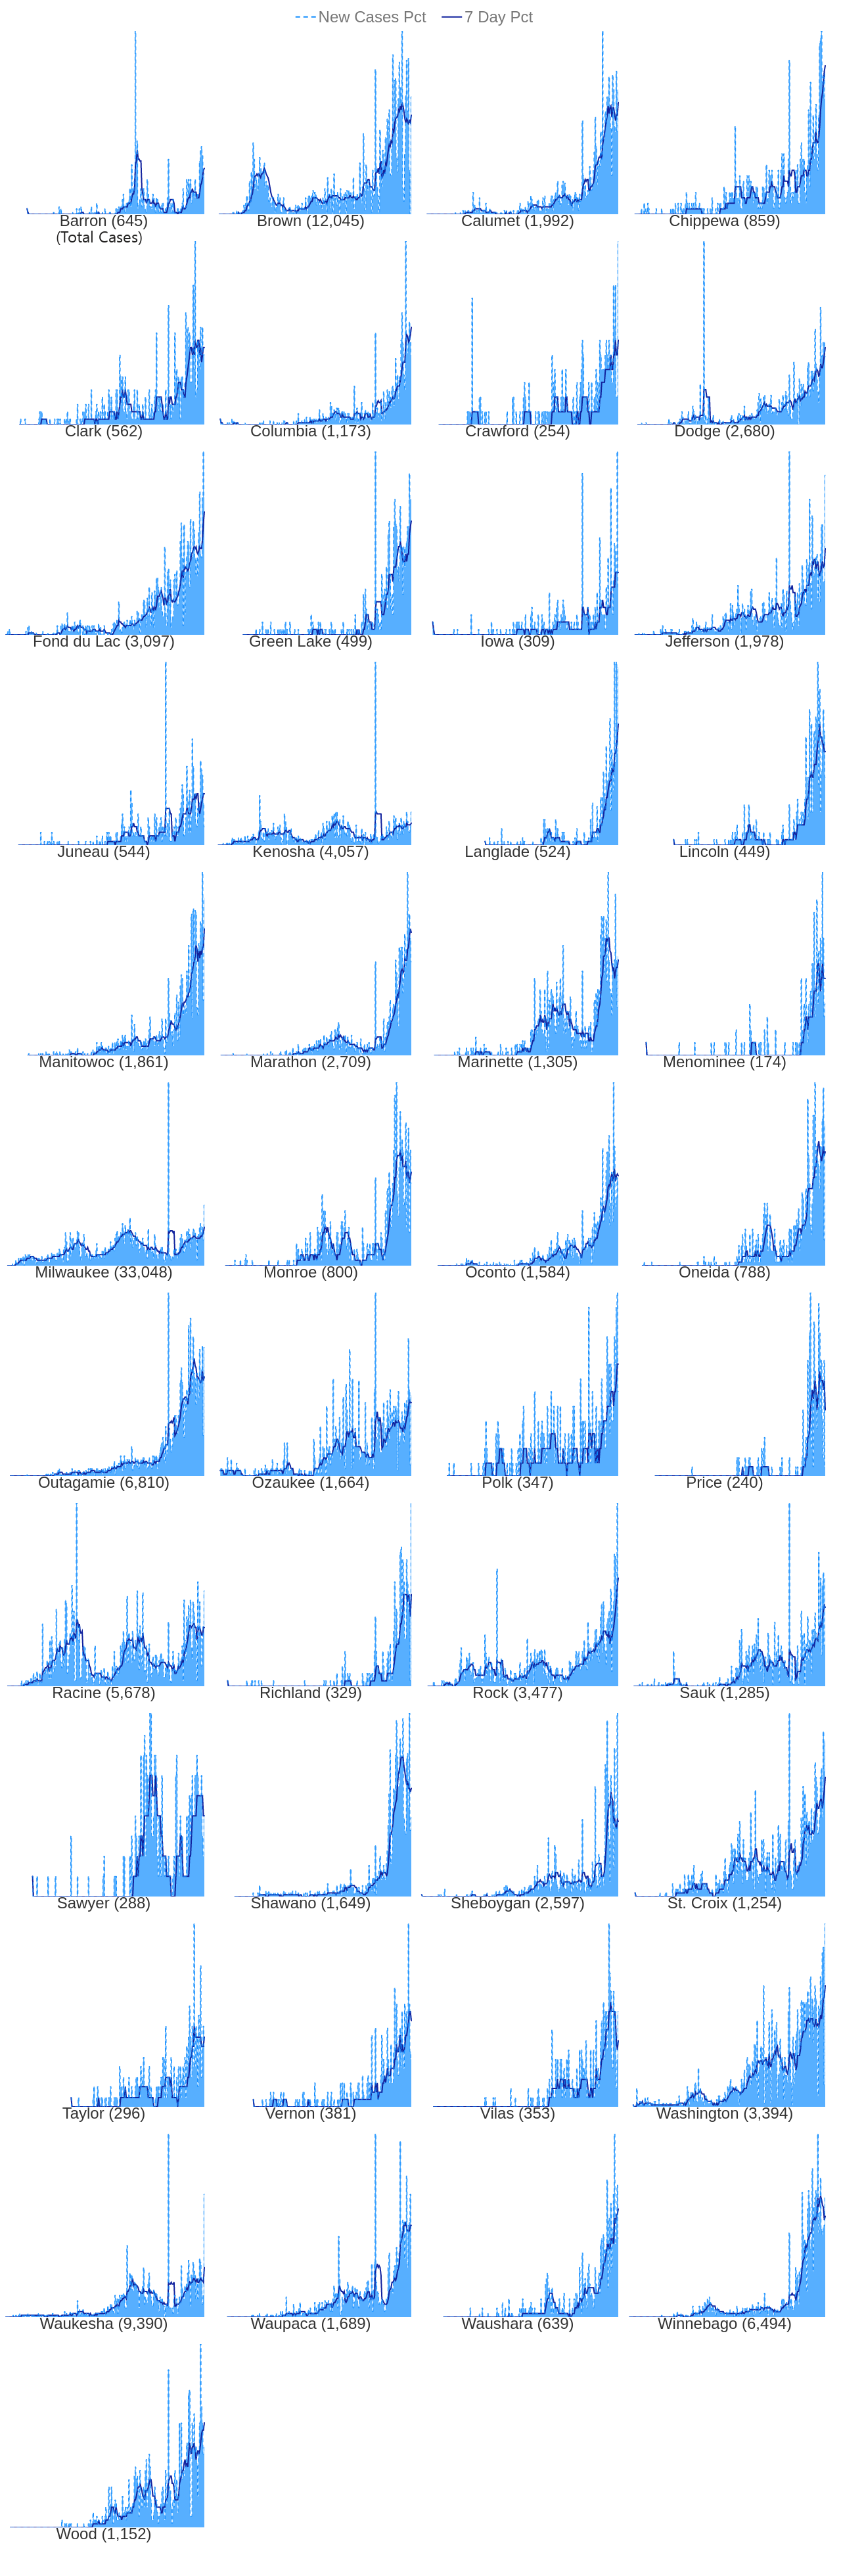 New Cases Pct 7 Day Pct
Barron (645) Brown (12,045) Calumet (1,992) Chippewa (859)
(Total Cases)
Clark (562) Columbia (1,173) Crawford (254) Dodge (2,680)
Fond du Lac (3,097) Green Lake (499) Iowa (309) Jefferson (1,978)
Juneau (544) Kenosha (4,057) Langlade (524) Lincoln (449)
Manitowoc (1,861) Marathon (2,709) Marinette (1,305) Menominee (174)
Milwaukee (33,048) Monroe (800) Oconto (1,584) Oneida (788)
Outagamie (6,810) Ozaukee (1,664) Polk (347) Price (240)
Racine (5,678) Richland (329) Rock (3,477) Sauk (1,285)
Sawyer (288) Shawano (1,649) Sheboygan (2,597) St. Croix (1,254)
Taylor (296) Vernon (381) Vilas (353) Washington (3,394)
Waukesha (9,390) Waupaca (1,689) Waushara (639) Winnebago (6,494)
Wood (1,152)